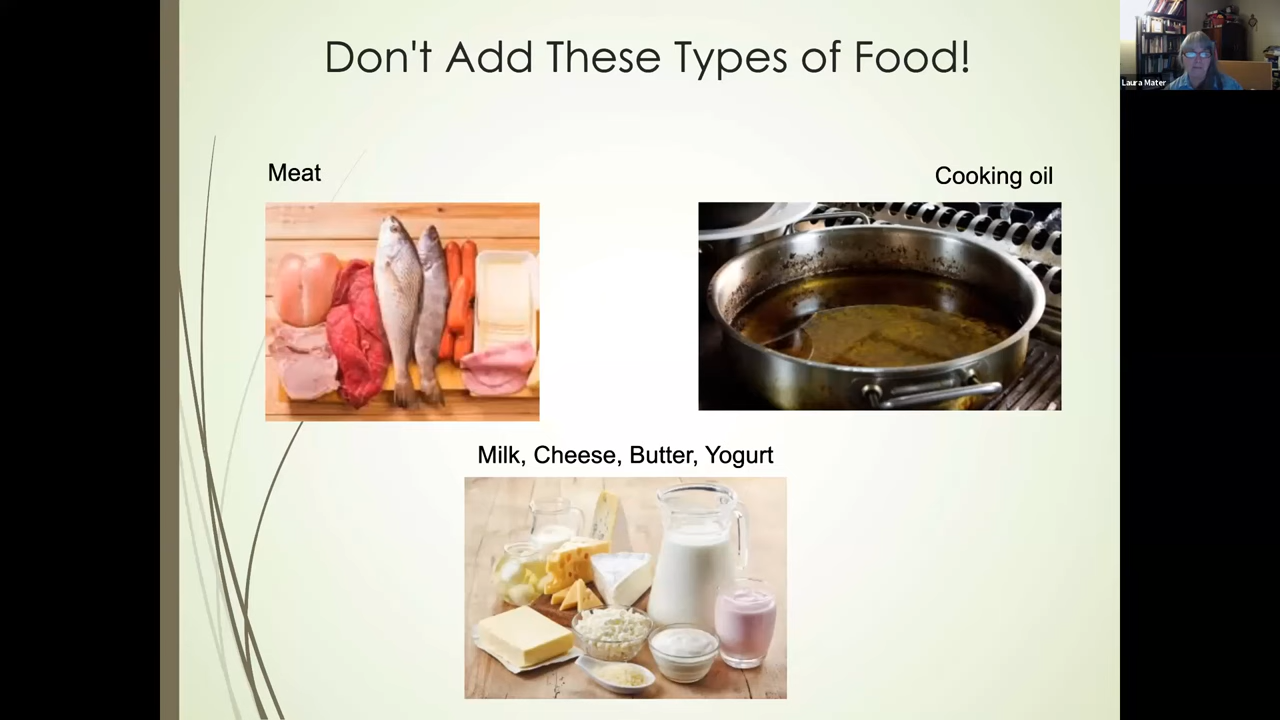 Don't Add These Types of Food!
Laura Mater
Meat
Cooking oil
Milk, Cheese, Butter, Yogurt